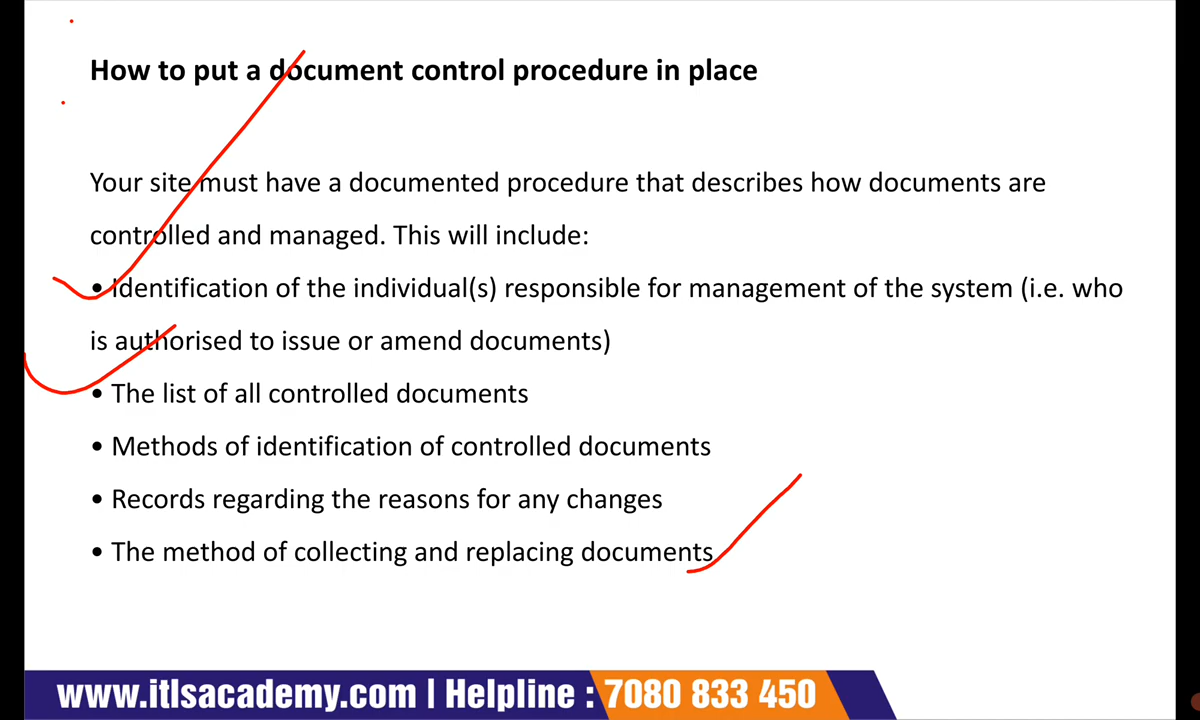 How to put a document control procedure in place
Your site must have a documented procedure that describes how documents are
controlled and managed. This will include:
• Identification of the individual(s) responsible for management of the system (i.e. who
is authorised to issue or amend documents)
• The list of all controlled documents
• Methods of identification of controlled documents
• Records regarding the reasons for any changes
• The method of collecting and replacing documents
www.itlsacademy.com | Helpline : 7080 833 450